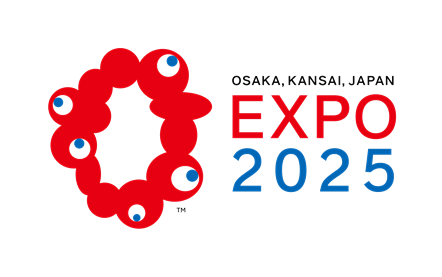 OSAKA, KANSAI, JAPAN
EXPO
2025
TM